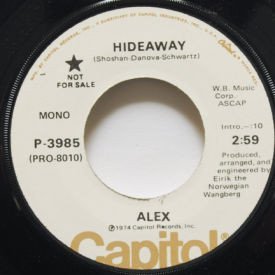 HIDEAWAY
(Shoshan-Danova-Schwartz)
★
NOT
FOR SALE
W.B. Music
Corp.
ASCAP
MONO
Intro.—:10
P-3985
2:59
(PRO-8010)
Produced,
arranged, and
engineered by
Eirik the
Norwegian
Wangberg
ALEX
℗1974 Capitol Records, Inc.
Capitol